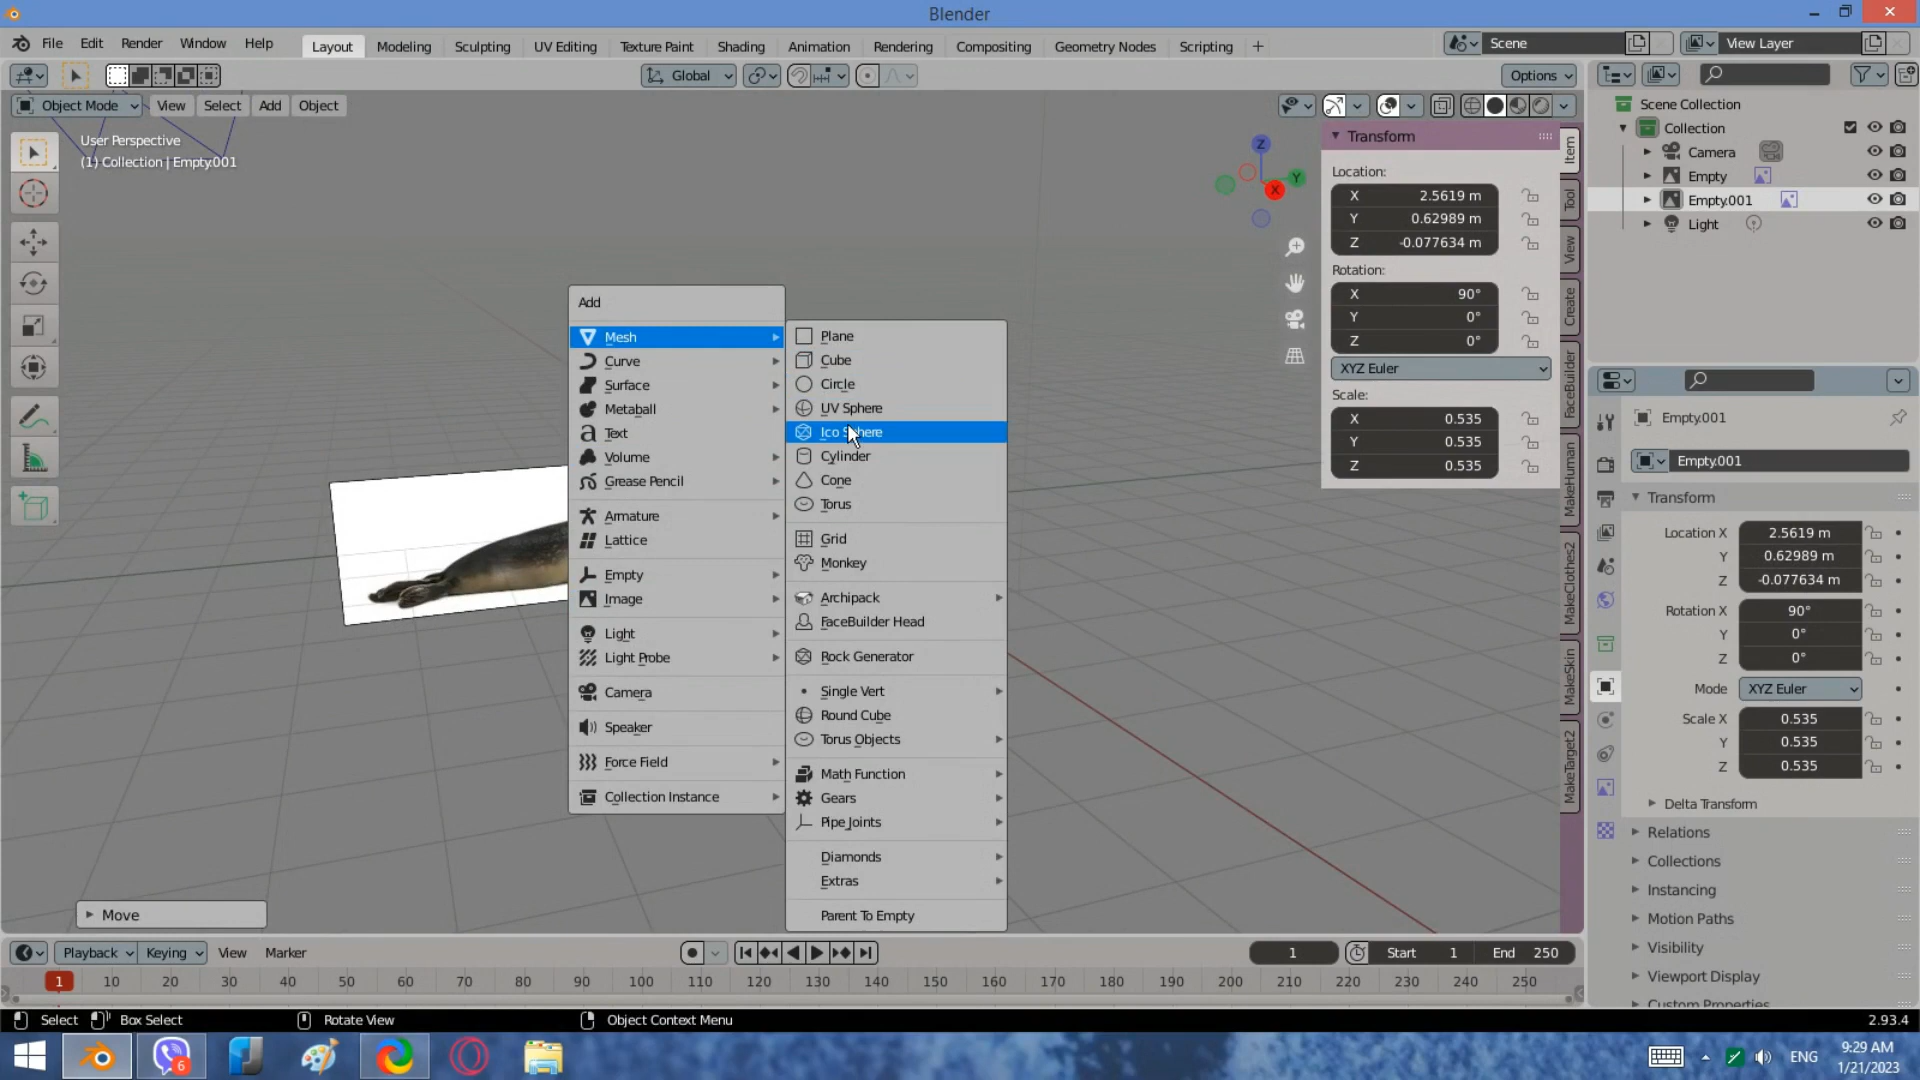 Blender
File Edit Render Window Help Layout Modeling Sculpting UV Editing Texture Paint Shading Animation Rendering Compositing Geometry Nodes Scripting + Scene View Layer
Global Options
Object Mode View Select Add Object
User Perspective
(1) Collection | Empty.001
Z
Y
X
Add
Mesh
Curve
Surface
Metaball
Text
Volume
Grease Pencil
Armature
Lattice
Empty
Image
Light
Light Probe
Camera
Speaker
Force Field
Collection Instance
Plane
Cube
Circle
UV Sphere
Ico Sphere
Cylinder
Cone
Torus
Grid
Monkey
Archipack
FaceBuilder Head
Rock Generator
Single Vert
Round Cube
Torus Objects
Math Function
Gears
Pipe Joints
Diamonds
Extras
Parent To Empty
Transform
Location:
X 2.5619 m
Y 0.62989 m
Z -0.077634 m
Rotation:
X 90°
Y 0°
Z 0°
XYZ Euler
Scale:
X 0.535
Y 0.535
Z 0.535
Item
Tool
View
Create
FaceBuilder
MakeHuman
MakeClothes2
MakeSkin
MakeTarget2
Scene Collection
Collection
Camera
Empty
Empty.001
Light
Empty.001
Empty.001
Transform
Location X 2.5619 m
Y 0.62989 m
Z -0.077634 m
Rotation X 90°
Y 0°
Z 0°
Mode XYZ Euler
Scale X 0.535
Y 0.535
Z 0.535
Delta Transform
Relations
Collections
Instancing
Motion Paths
Visibility
Viewport Display
Custom Properties
Move
Playback Keying View Marker 1 Start 1 End 250
1 10 20 30 40 50 60 70 80 90 100 110 120 130 140 150 160 170 180 190 200 210 220 230 240 250
Select Box Select Rotate View Object Context Menu 2.93.4
6
ENG
9:29 AM
1/21/2023